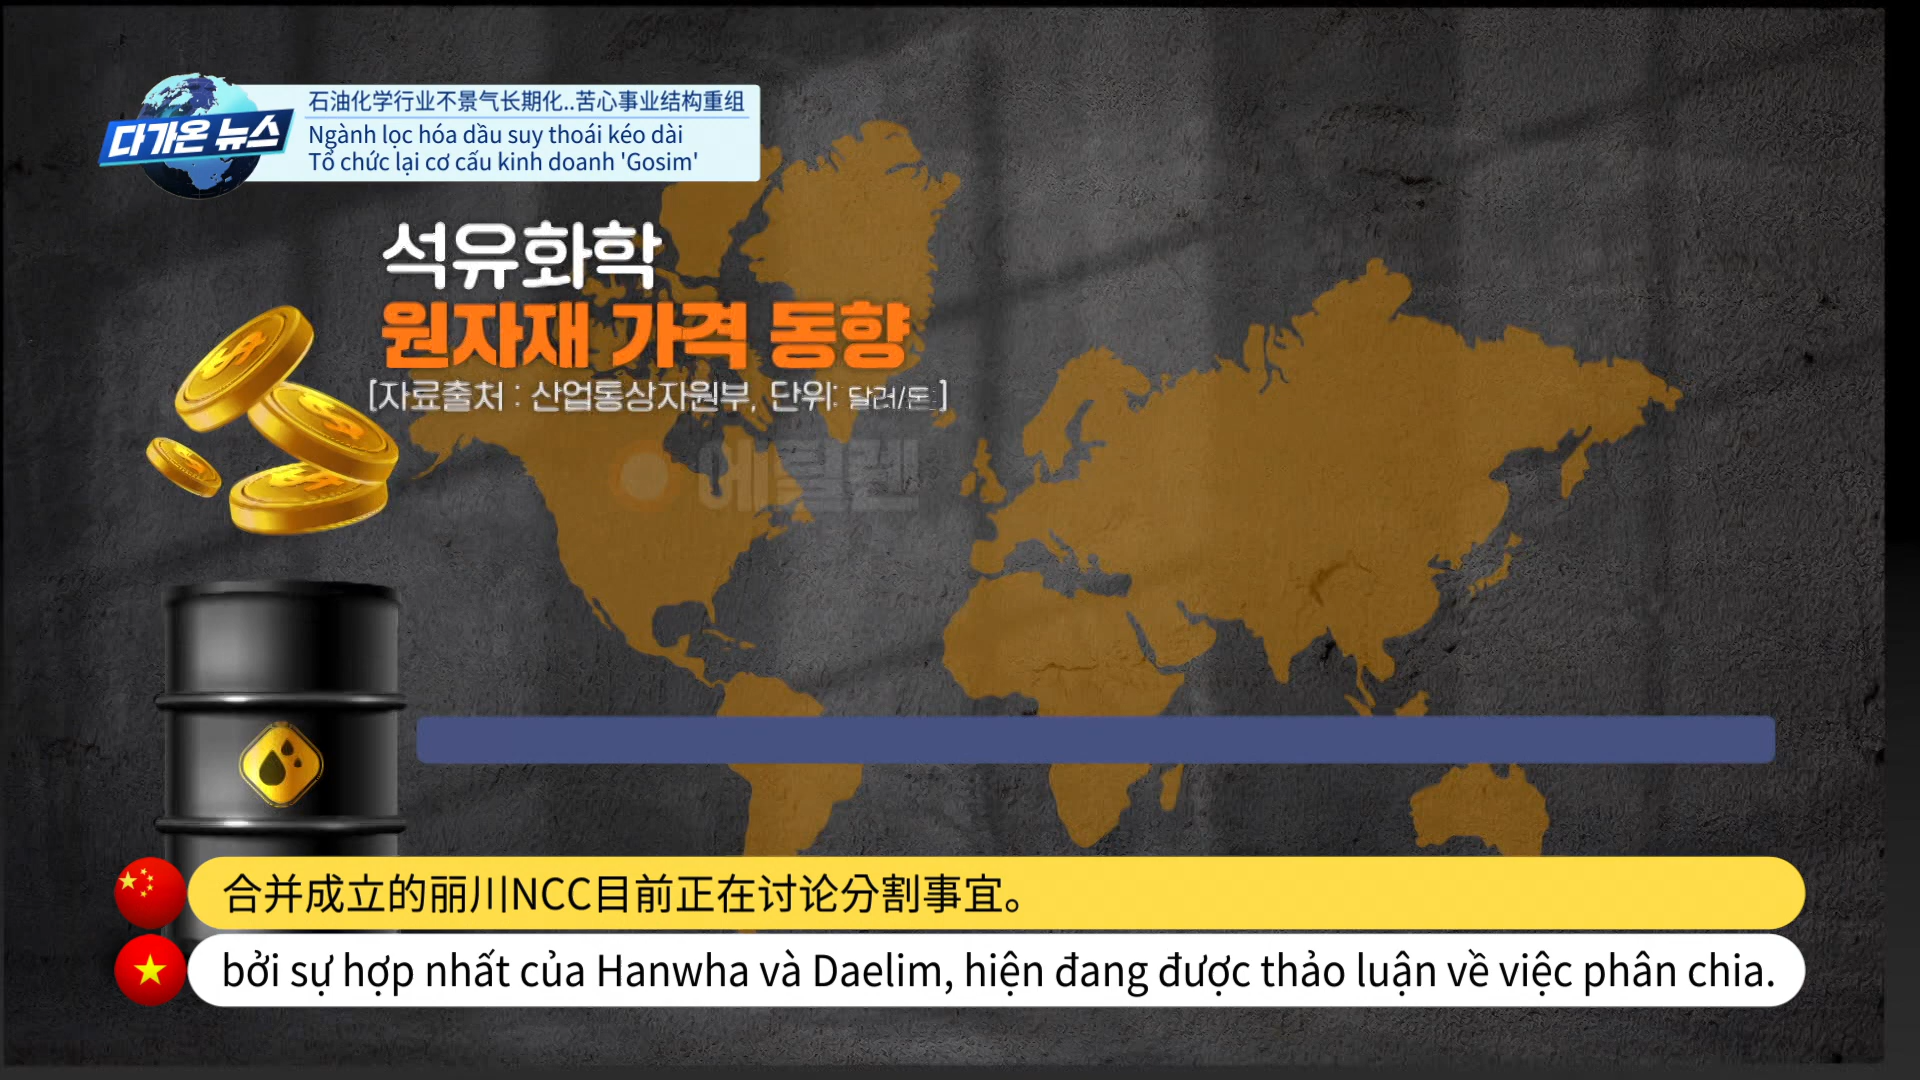 石油化学行业不景气长期化..苦心事业结构重组
다가온 뉴스
Ngành lọc hóa dầu suy thoái kéo dài
Tổ chức lại cơ cấu kinh doanh 'Gosim'
석유화학
원자재 가격 동향
[자료출처 : 산업통상자원부, 단위: 달러/톤]
에틸렌
合并成立的丽川NCC目前正在讨论分割事宜。
bởi sự hợp nhất của Hanwha và Daelim, hiện đang được thảo luận về việc phân chia.